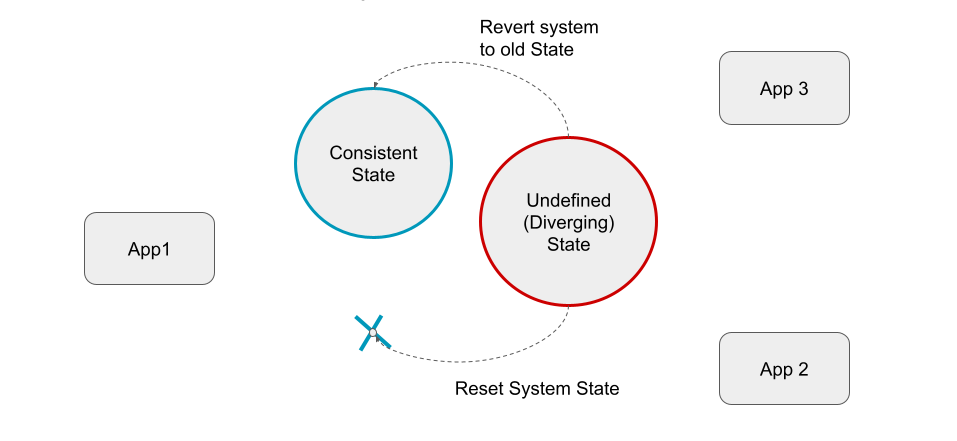 Revert system
to old State
App 3
Consistent
State
Undefined
(Diverging)
State
App1
App 2
Reset System State